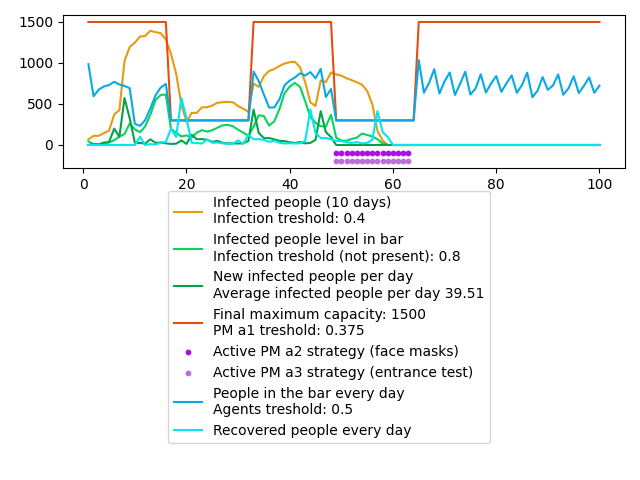 1500
1000
500
0
0 20 40 60 80 100
Infected people (10 days)
Infection treshold: 0.4
Infected people level in bar
Infection treshold (not present): 0.8
New infected people per day
Average infected people per day 39.51
Final maximum capacity: 1500
PM a1 treshold: 0.375
Active PM a2 strategy (face masks)
Active PM a3 strategy (entrance test)
People in the bar every day
Agents treshold: 0.5
Recovered people every day